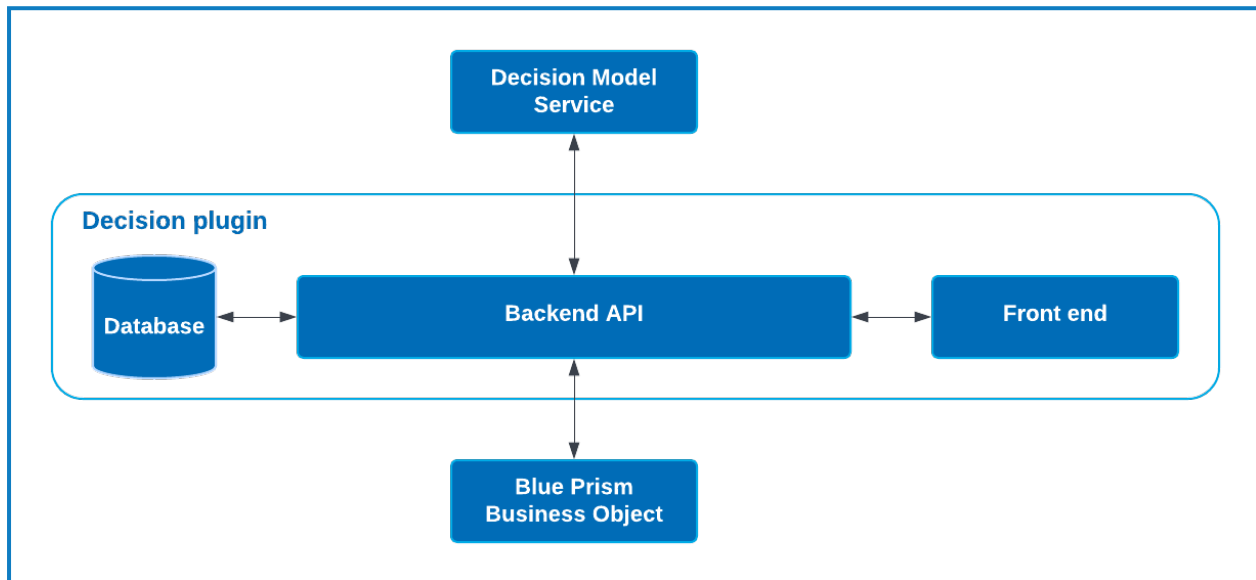 Decision Model
Service
Decision plugin
Database
Backend API
Front end
Blue Prism
Business Object